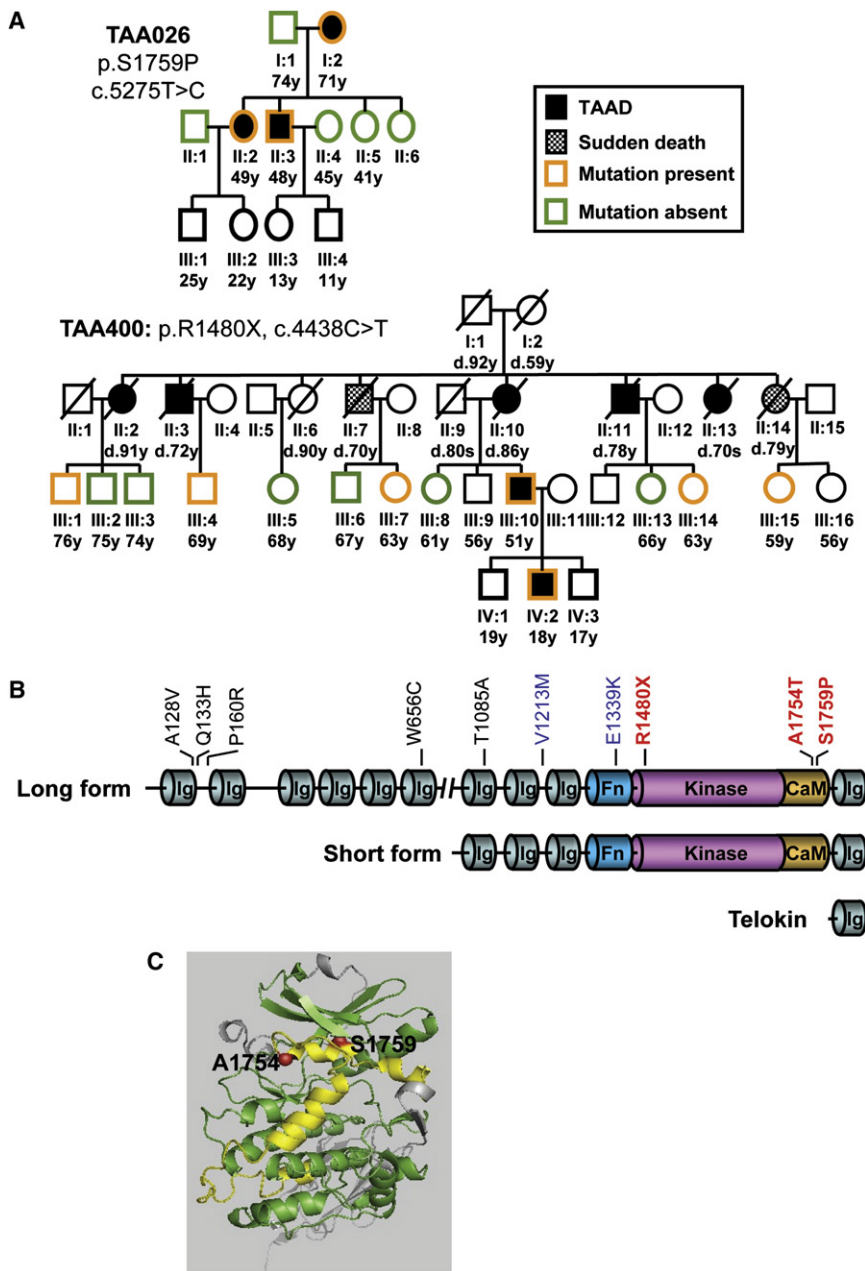 A
TAA026
p.S1759P
c.5275T>C
I:1 I:2
74y 71y
II:1 II:2 II:3 II:4 II:5 II:6
49y 48y 45y 41y
III:1 III:2 III:3 III:4
25y 22y 13y 11y
TAAD
Sudden death
Mutation present
Mutation absent
TAA400: p.R1480X, c.4438C>T
I:1 I:2
d.92y d.59y
II:1 II:2 II:3 II:4 II:5 II:6 II:7 II:8 II:9 II:10 II:11 II:12 II:13 II:14 II:15
d.91y d.72y d.90y d.70y d.80s d.86y d.78y d.70s d.79y
III:1 III:2 III:3 III:4 III:5 III:6 III:7 III:8 III:9 III:10 III:11 III:12 III:13 III:14 III:15 III:16
76y 75y 74y 69y 68y 67y 63y 61y 56y 51y 66y 63y 59y 56y
IV:1 IV:2 IV:3
19y 18y 17y
B
A128V Q133H P160R W656C T1085A V1213M E1339K R1480X A1754T S1759P
Long form Ig Ig Ig Ig Ig Ig // Ig Ig Ig Fn Kinase CaM Ig
Short form Ig Ig Ig Fn Kinase CaM Ig
Telokin Ig
C
S1759
A1754